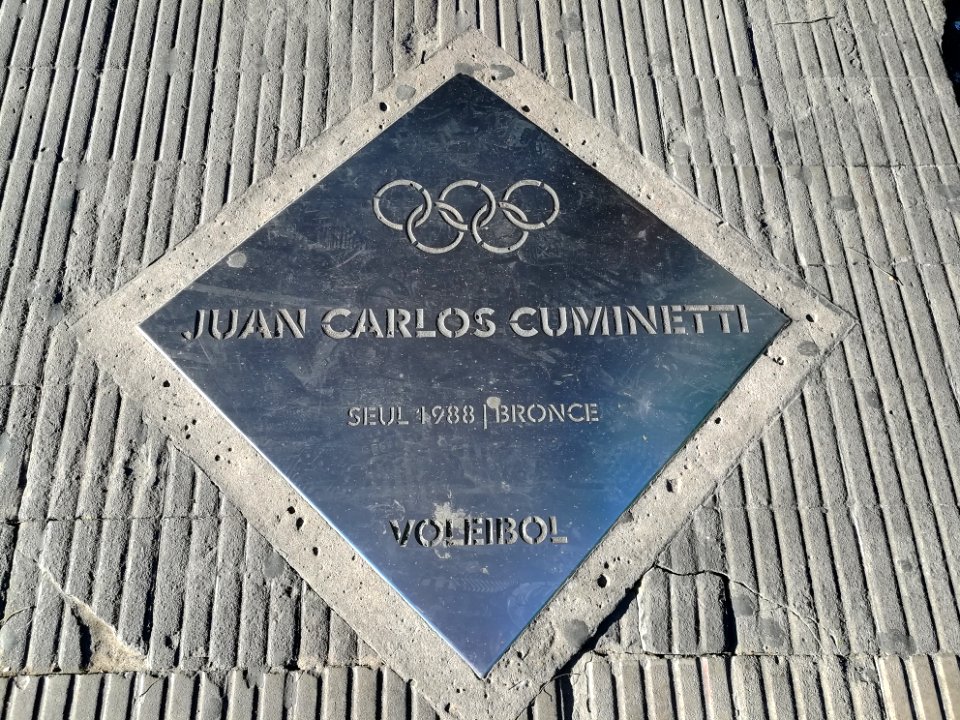 JUAN CARLOS CUMINETTI
SEUL 1988 | BRONCE
VOLEIBOL